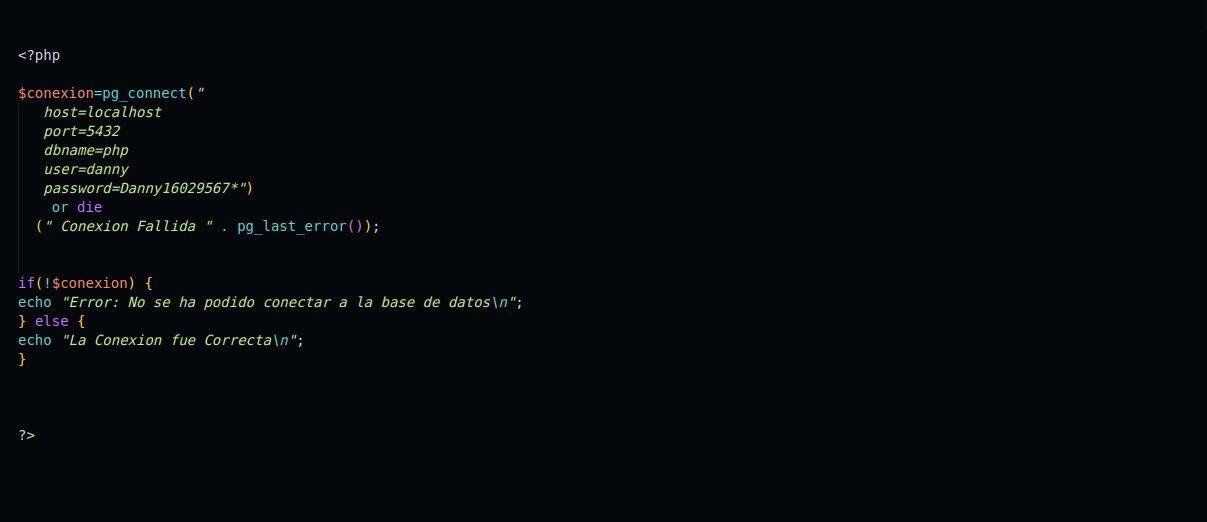 <?php
$conexion=pg_connect("
host=localhost
port=5432
dbname=php
user=danny
password=Danny16029567*")
or die
(" Conexion Fallida " . pg_last_error());
if(!$conexion) {
echo "Error: No se ha podido conectar a la base de datos\n";
} else {
echo "La Conexion fue Correcta\n";
}
?>